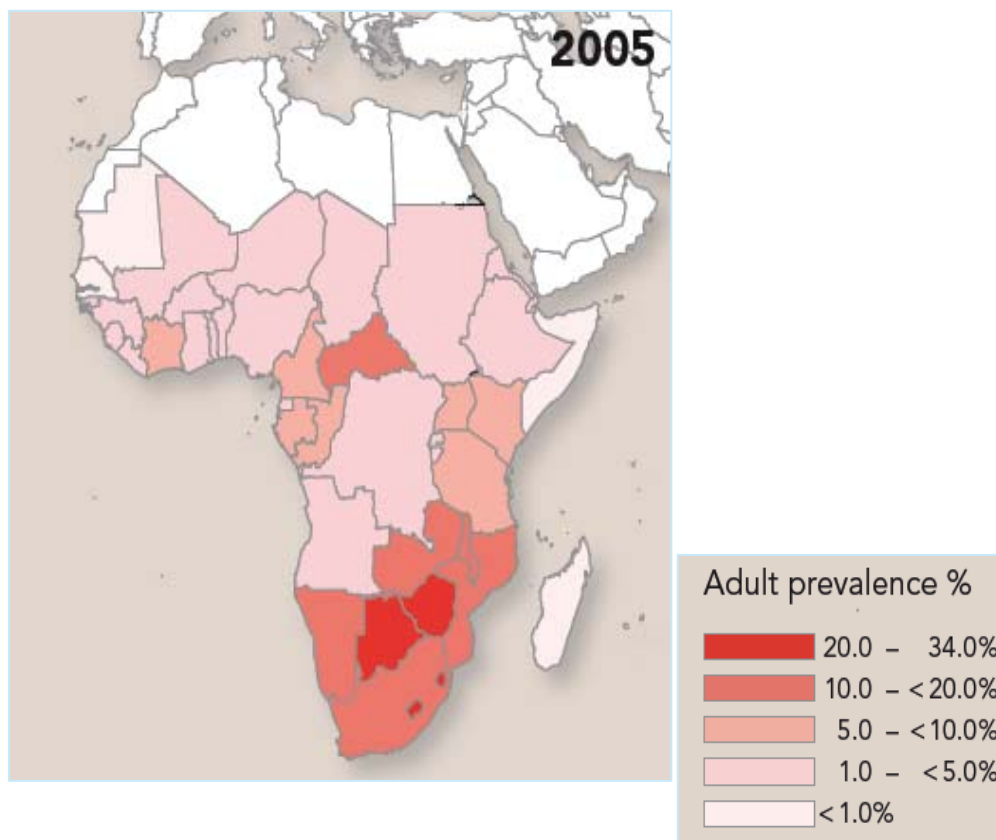 2005
Adult prevalence %
20.0 – 34.0%
10.0 – <20.0%
5.0 – <10.0%
1.0 – <5.0%
<1.0%